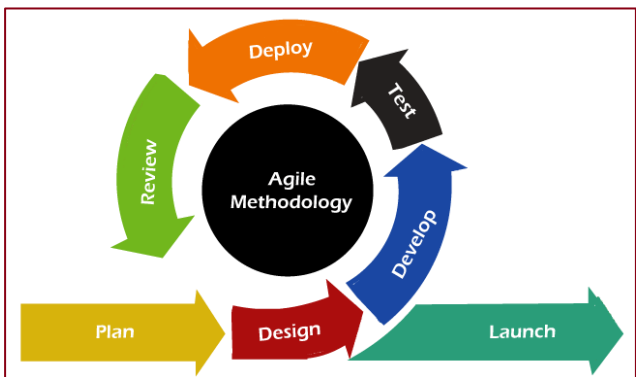 Deploy
Test
Review
Agile
Methodology
Develop
Plan
Design
Launch